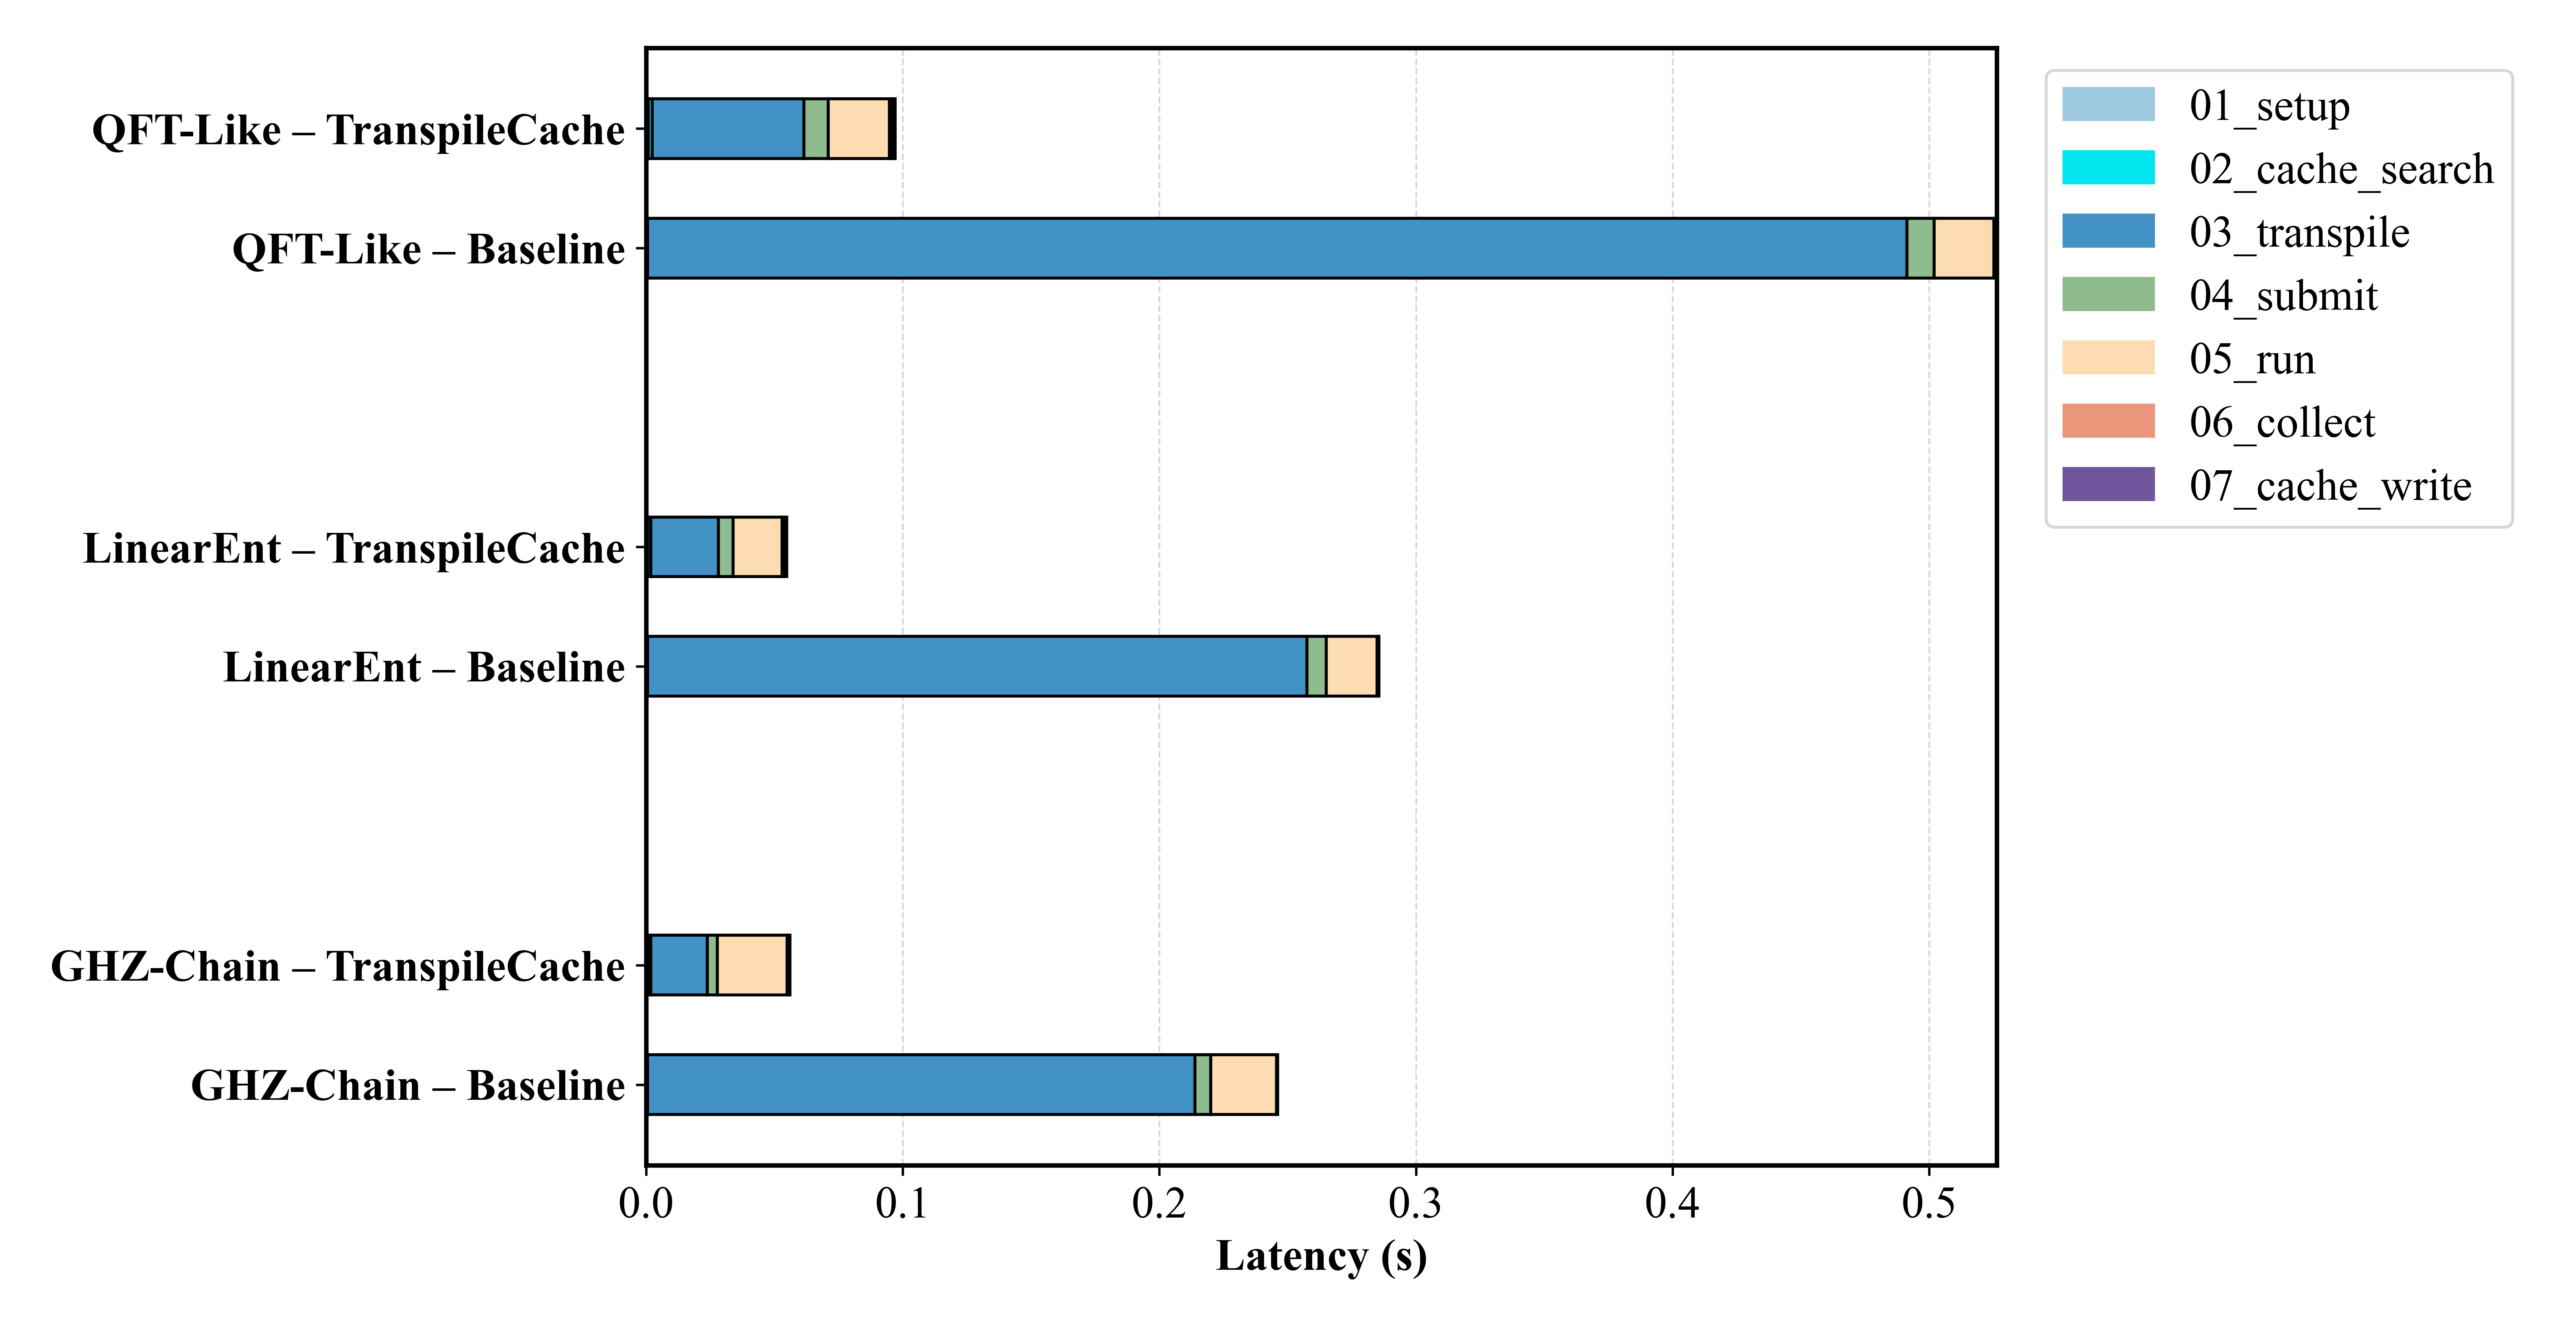 QFT-Like – TranspileCache
QFT-Like – Baseline
LinearEnt – TranspileCache
LinearEnt – Baseline
GHZ-Chain – TranspileCache
GHZ-Chain – Baseline
0.0 0.1 0.2 0.3 0.4 0.5
Latency (s)
01_setup
02_cache_search
03_transpile
04_submit
05_run
06_collect
07_cache_write